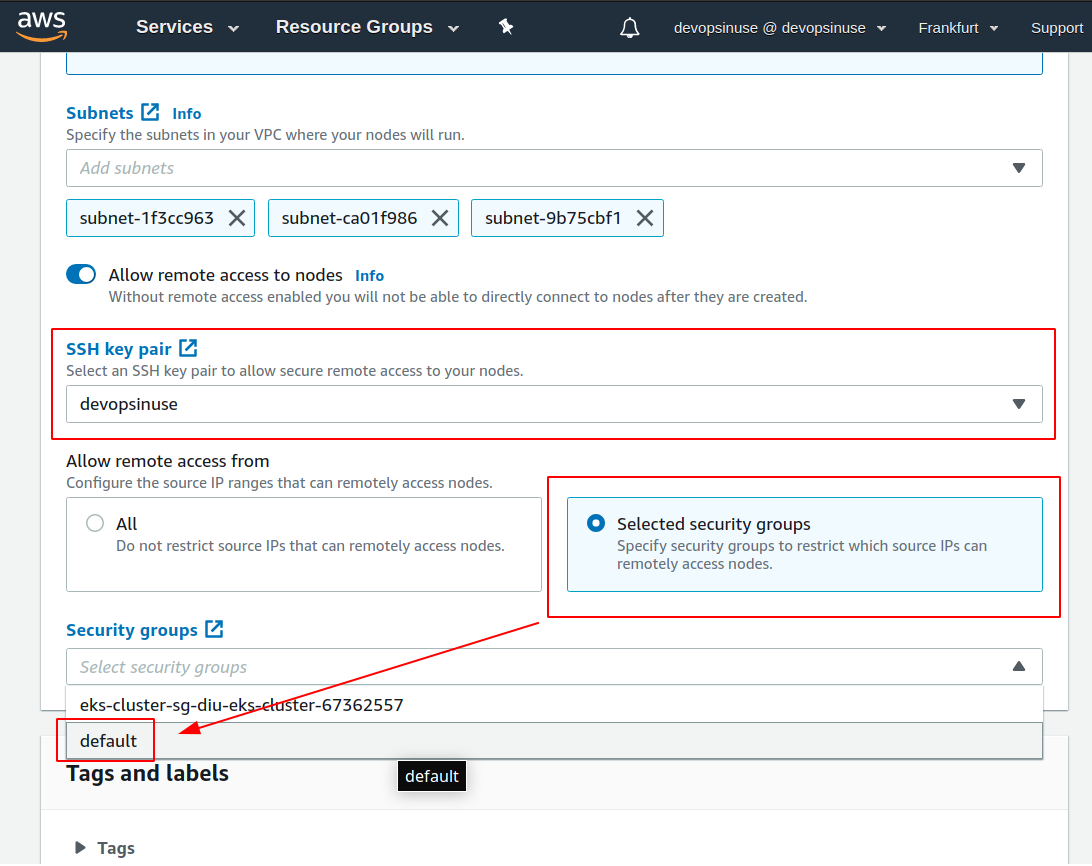 aws Services Resource Groups devopsinuse @ devopsinuse Frankfurt Support
Subnets Info
Specify the subnets in your VPC where your nodes will run.
Add subnets
subnet-1f3cc963 subnet-ca01f986 subnet-9b75cbf1
Allow remote access to nodes Info
Without remote access enabled you will not be able to directly connect to nodes after they are created.
SSH key pair
Select an SSH key pair to allow secure remote access to your nodes.
devopsinuse
Allow remote access from
Configure the source IP ranges that can remotely access nodes.
All
Do not restrict source IPs that can remotely access nodes.
Selected security groups
Specify security groups to restrict which source IPs can
remotely access nodes.
Security groups
Select security groups
eks-cluster-sg-diu-eks-cluster-67362557
default
Tags and labels
default
Tags